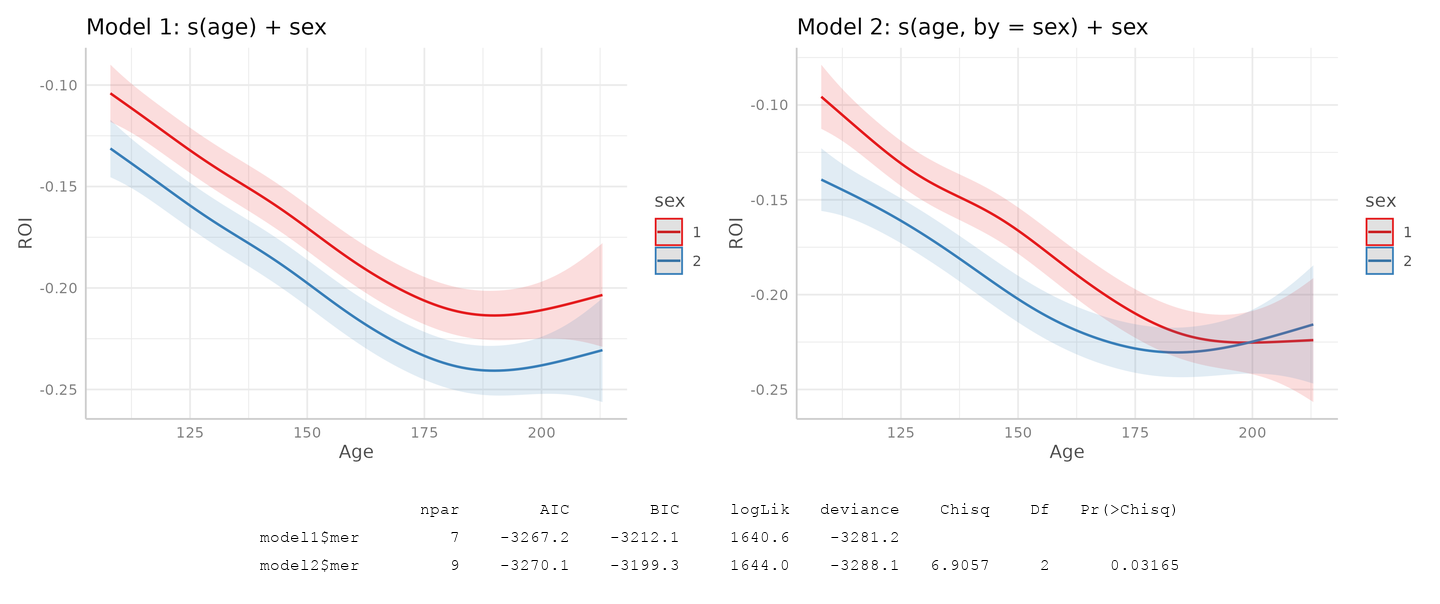 Model 1: s(age) + sex
-0.10
-0.15
-0.20
-0.25
ROI
125 150 175 200
Age
sex
1
2
Model 2: s(age, by = sex) + sex
-0.10
-0.15
-0.20
-0.25
ROI
125 150 175 200
Age
sex
1
2
npar AIC BIC logLik deviance Chisq Df Pr(>Chisq)
model1$mer 7 -3267.2 -3212.1 1640.6 -3281.2
model2$mer 9 -3270.1 -3199.3 1644.0 -3288.1 6.9057 2 0.03165